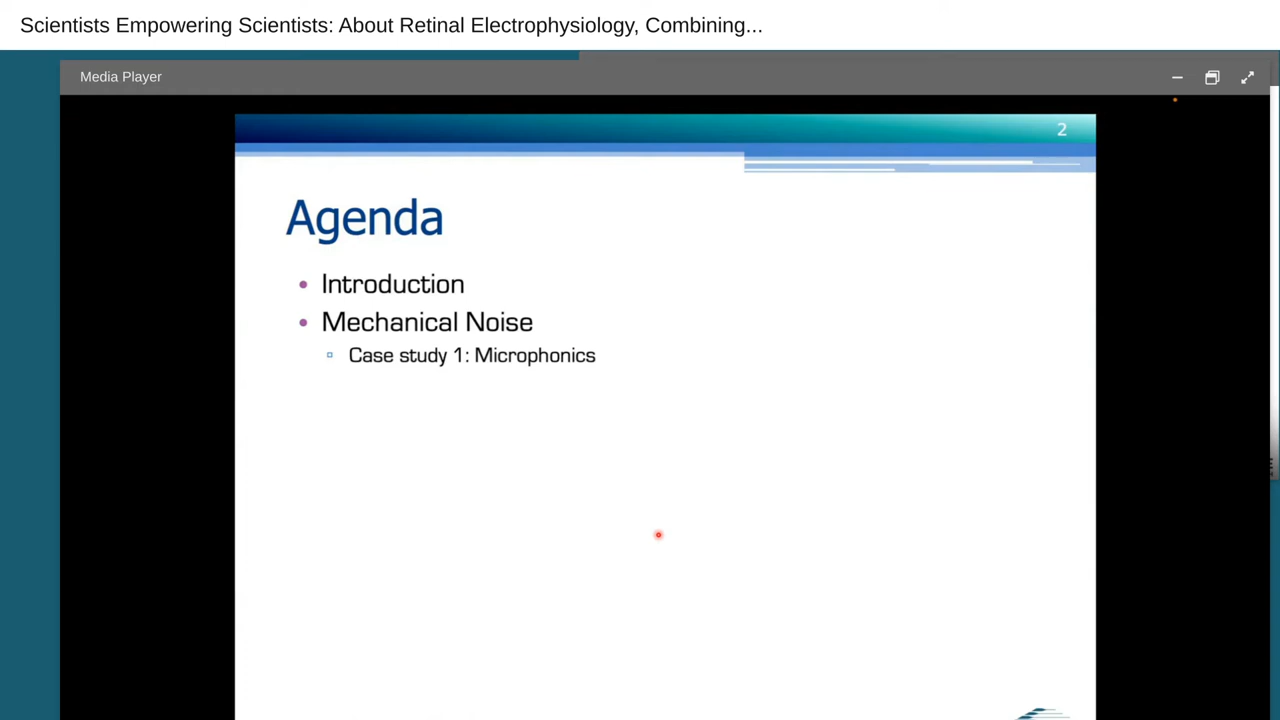 Scientists Empowering Scientists: About Retinal Electrophysiology, Combining...
Media Player
2
Agenda
Introduction
Mechanical Noise
Case study 1: Microphonics